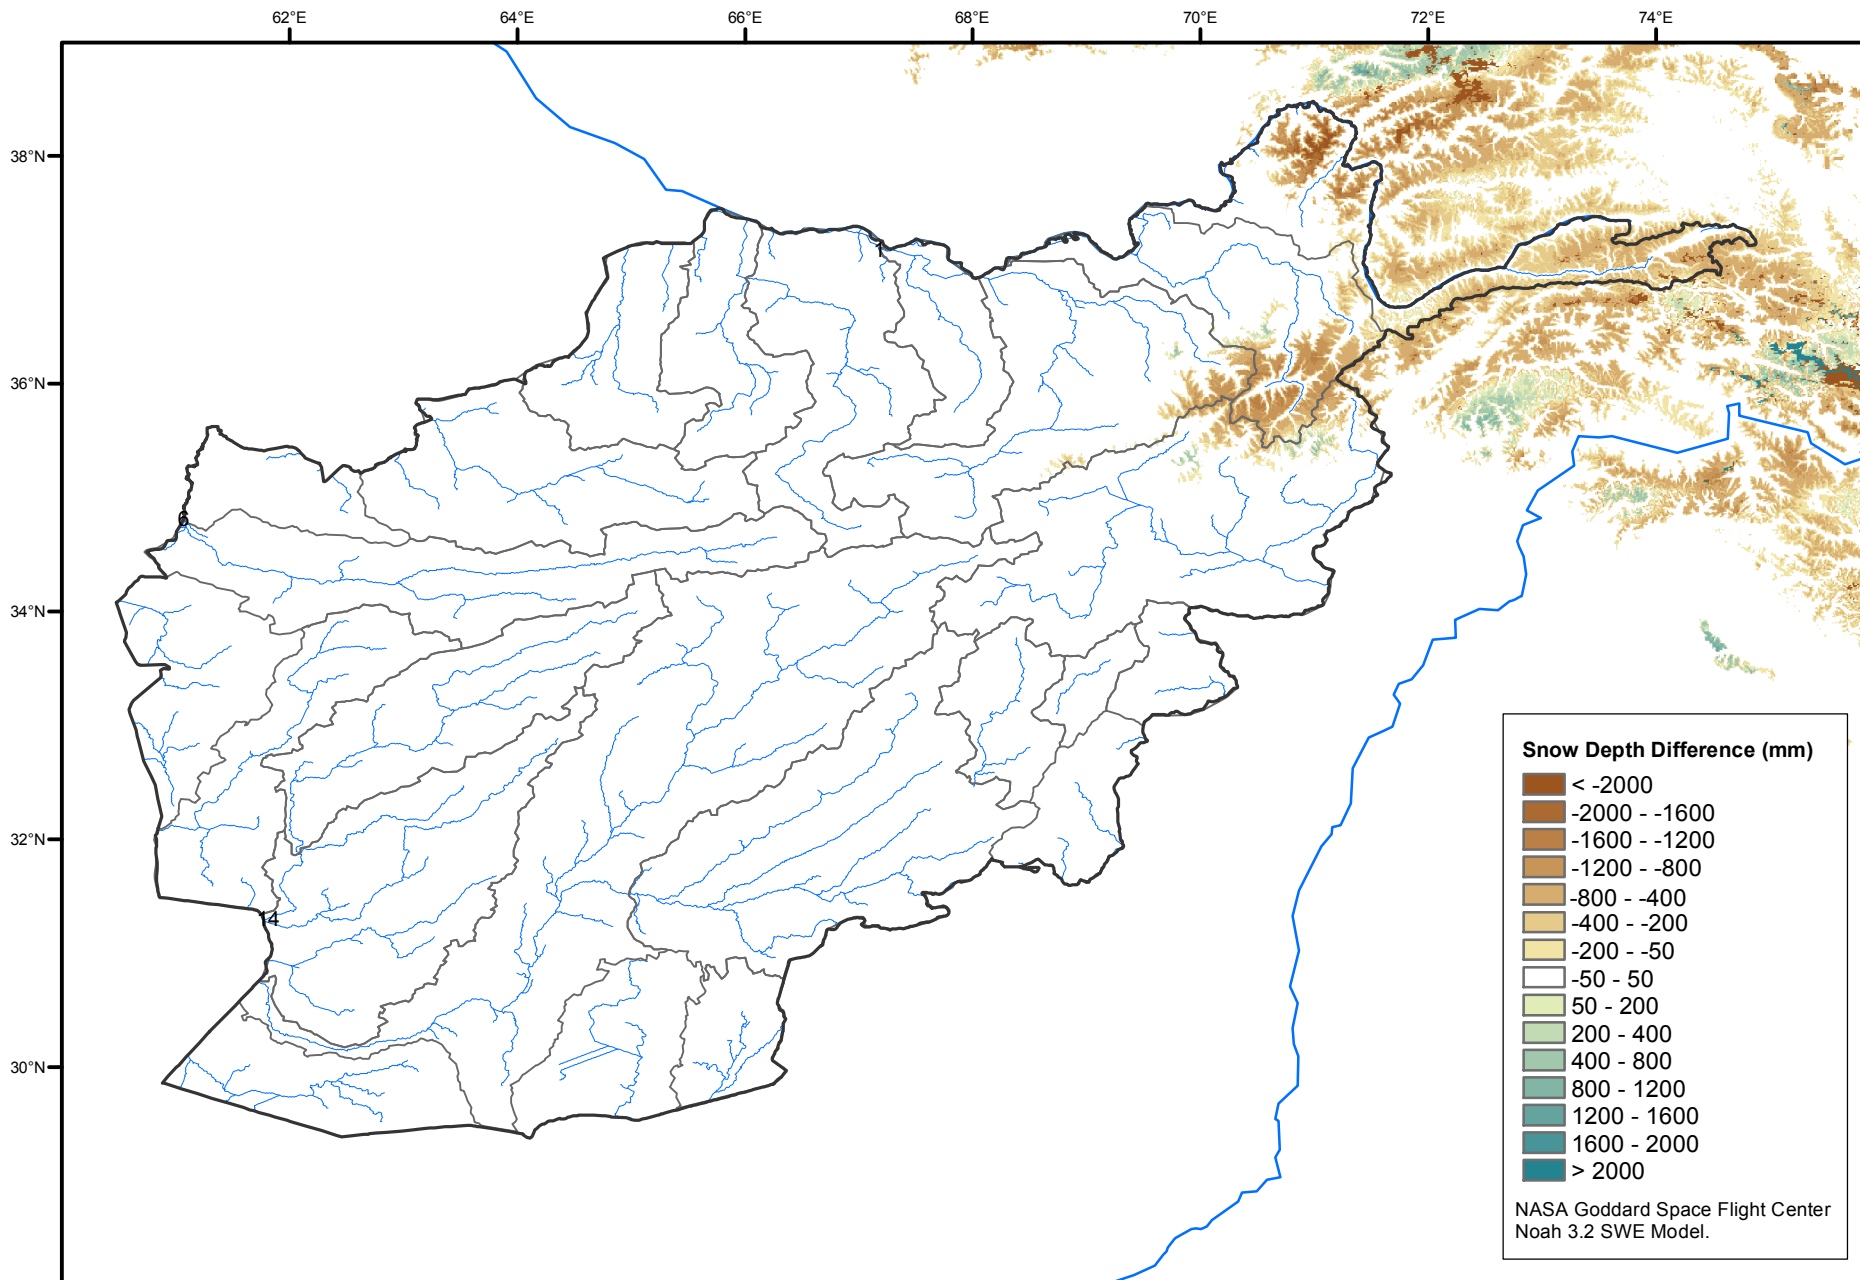 62°E 64°E 66°E 68°E 70°E 72°E 74°E
38°N
1
36°N
6
34°N
32°N
14
30°N
Snow Depth Difference (mm)
< -2000
-2000 - -1600
-1600 - -1200
-1200 - -800
-800 - -400
-400 - -200
-200 - -50
-50 - 50
50 - 200
200 - 400
400 - 800
800 - 1200
1200 - 1600
1600 - 2000
> 2000
NASA Goddard Space Flight Center
Noah 3.2 SWE Model.